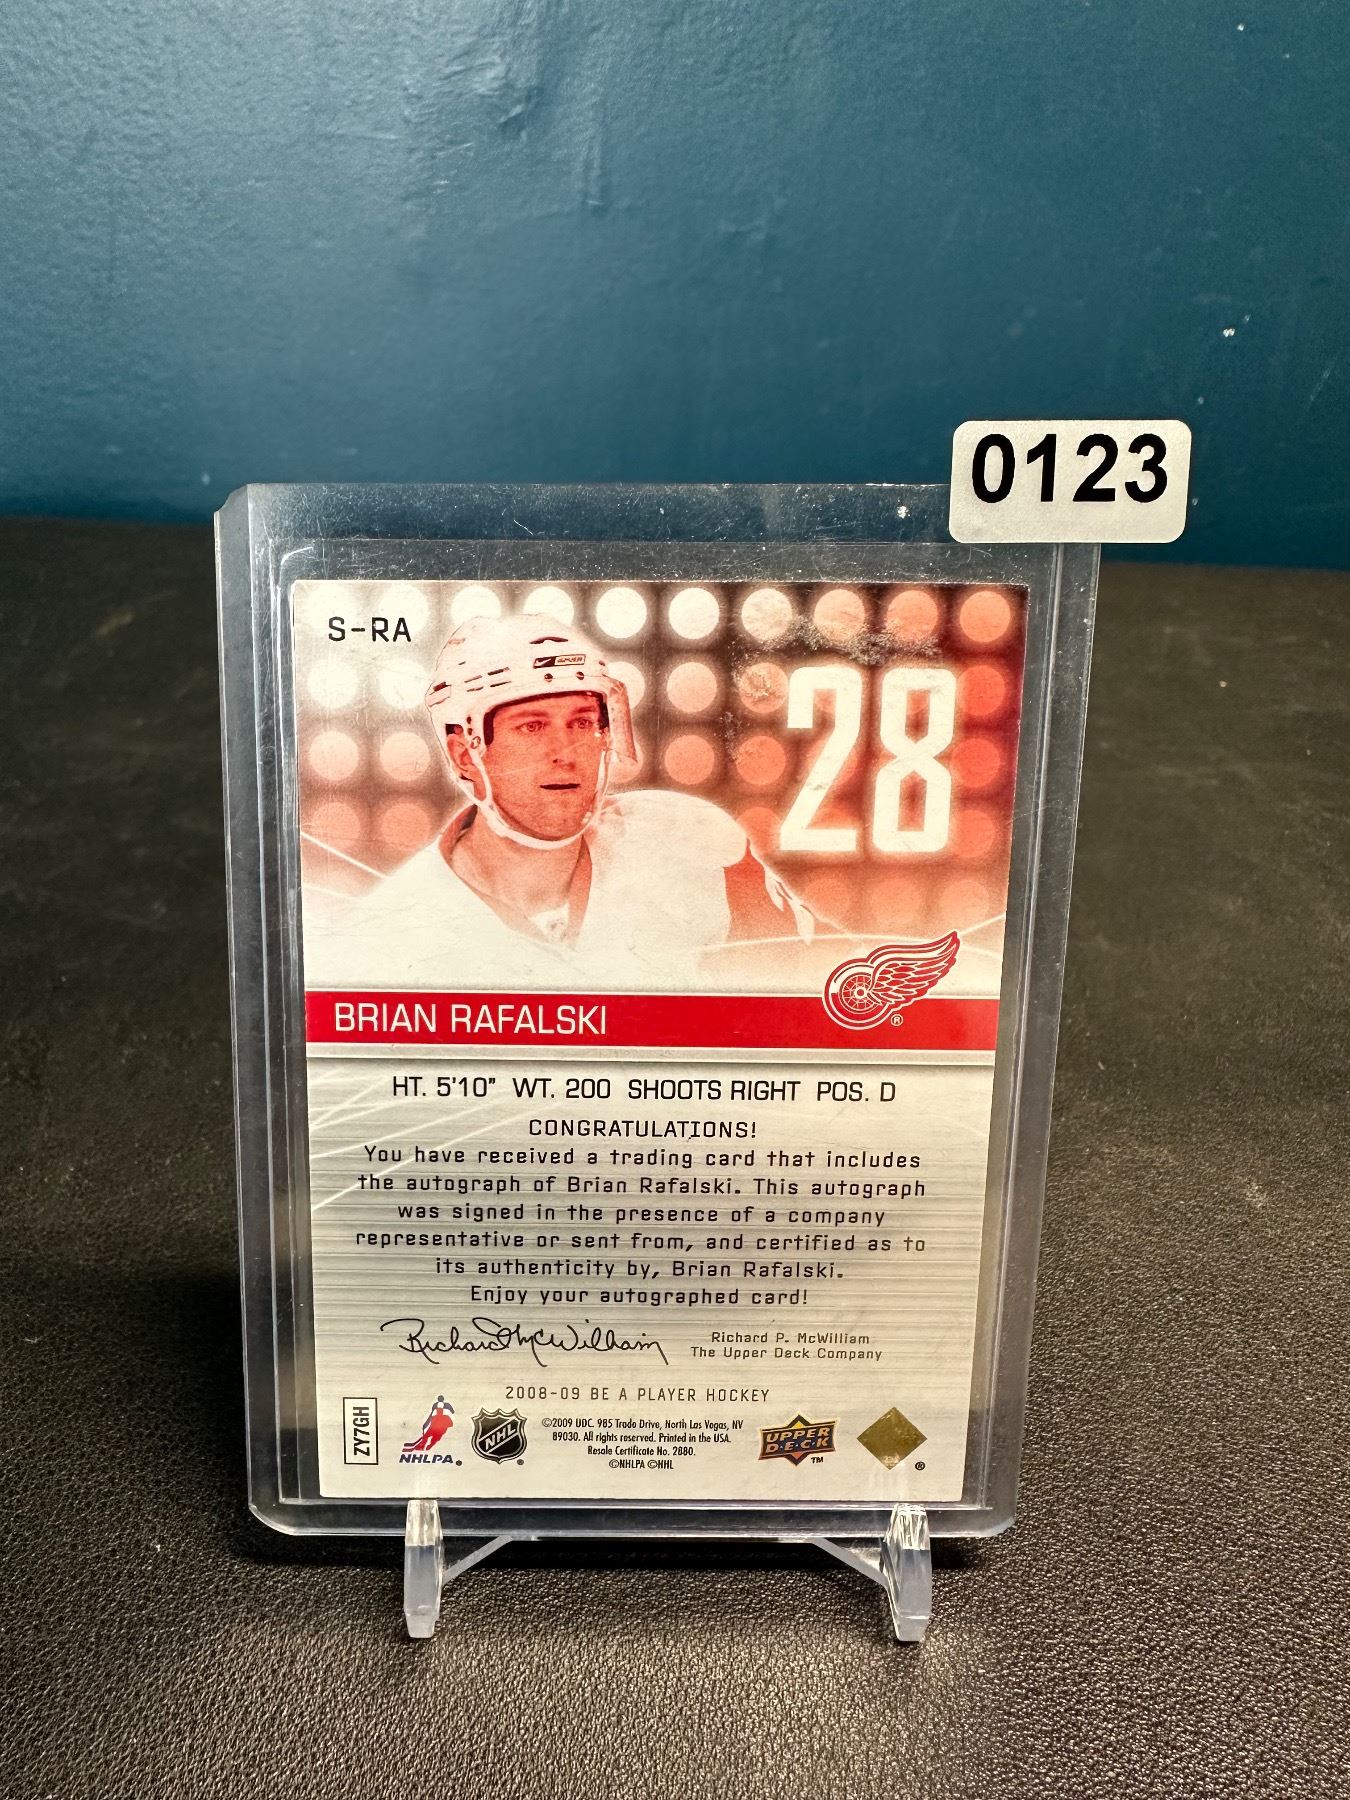 0123
S-RA
28
BRIAN RAFALSKI
®
HT. 5'10" WT. 200 SHOOTS RIGHT POS. D
CONGRATULATIONS!
You have received a trading card that includes
the autograph of Brian Rafalski. This autograph
was signed in the presence of a company
representative or sent from, and certified as to
its authenticity by, Brian Rafalski.
Enjoy your autographed card!
Richard McWilliam
Richard P. McWilliam
The Upper Deck Company
2008-09 BE A PLAYER HOCKEY
ZY7GH
NHLPA.
NHL
©2009 UDC. 985 Trade Drive, North Las Vegas, NV
89030. All rights reserved. Printed in the USA.
Resale Certificate No. 2880.
©NHLPA ©NHL
UPPER
DECK
TM
®